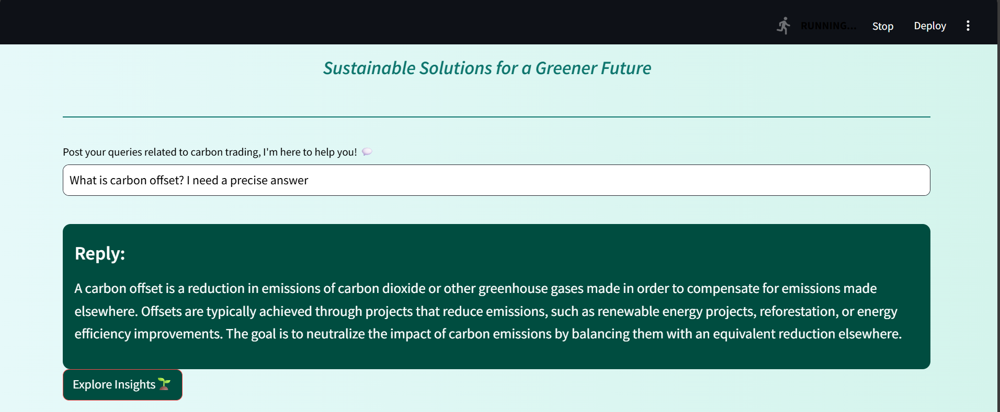 RUNNING...
Stop
Deploy
Sustainable Solutions for a Greener Future
Post your queries related to carbon trading, I'm here to help you! 💬
What is carbon offset? I need a precise answer
Reply:
A carbon offset is a reduction in emissions of carbon dioxide or other greenhouse gases made in order to compensate for emissions made
elsewhere. Offsets are typically achieved through projects that reduce emissions, such as renewable energy projects, reforestation, or energy
efficiency improvements. The goal is to neutralize the impact of carbon emissions by balancing them with an equivalent reduction elsewhere.
Explore Insights 🌱